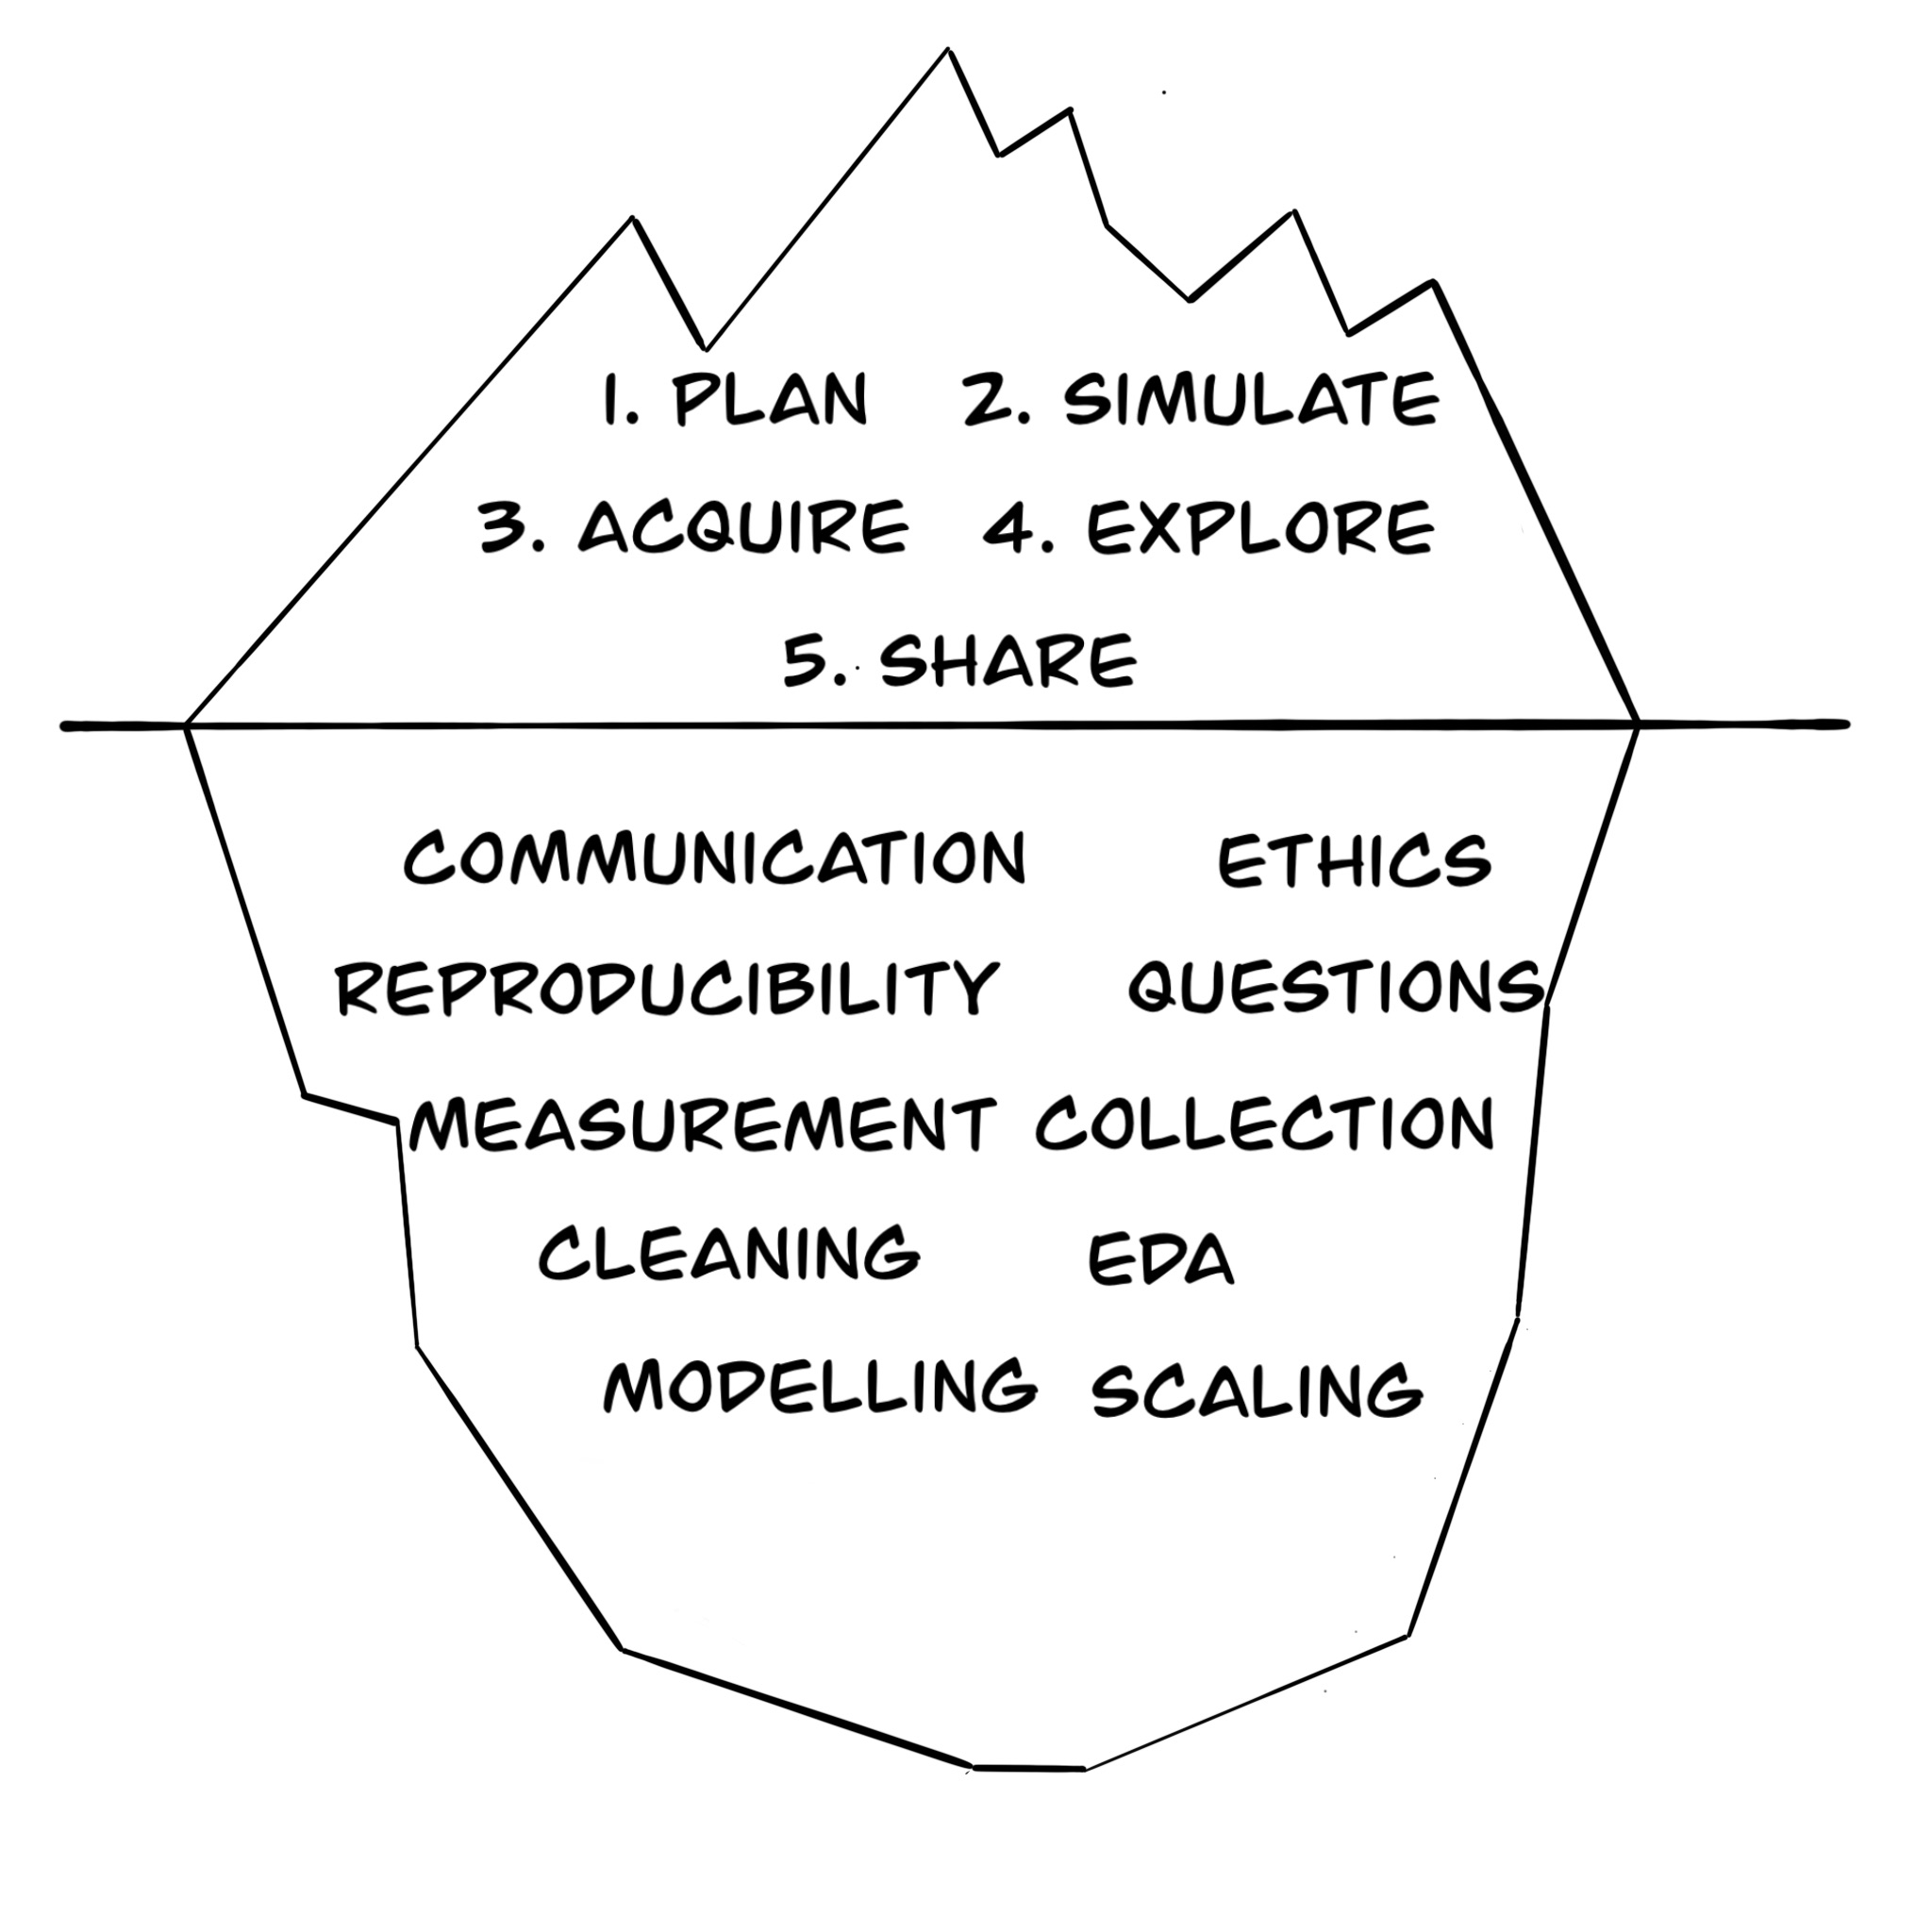 1. PLAN 2. SIMULATE
3. ACQUIRE 4. EXPLORE
5. SHARE
COMMUNICATION ETHICS
REPRODUCIBILITY QUESTIONS
MEASUREMENT COLLECTION
CLEANING EDA
MODELLING SCALING